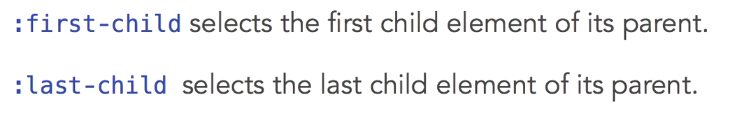 :first-child selects the first child element of its parent.
:last-child selects the last child element of its parent.